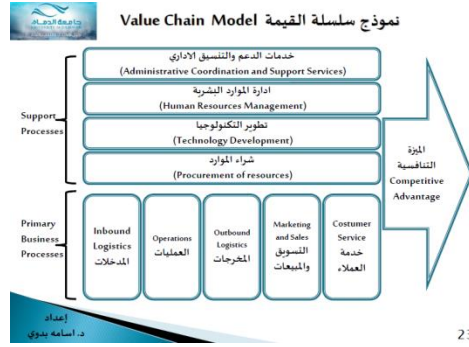 جامعة الدمام
Value Chain Model نموذج سلسلة القيمة
Support
Processes
خدمات الدعم والتنسيق الاداري
(Administrative Coordination and Support Services)
ادارة الموارد البشرية
(Human Resources Management)
تطوير التكنولوجيا
(Technology Development)
شراء الموارد
(Procurement of resources)
الميزة
التنافسية
Competitive
Advantage
Primary
Business
Processes
Inbound
Logistics
المدخلات
Operations
العمليات
Outbound
Logistics
المخرجات
Marketing
and Sales
التسويق
والمبيعات
Costumer
Service
خدمة
العملاء
إعداد
د. اسامه بدوي
23